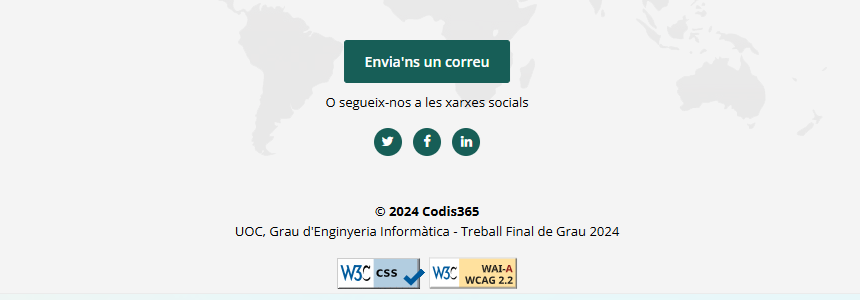 Envia'ns un correu
O segueix-nos a les xarxes socials
© 2024 Codis365
UOC, Grau d'Enginyeria Informàtica - Treball Final de Grau 2024
W3C css
W3C WAI-A
WCAG 2.2